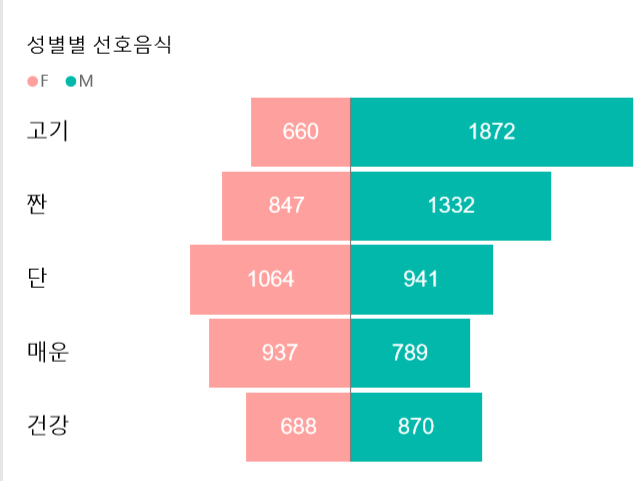 성별별 선호음식
F M
고기 660 1872
짠 847 1332
단 1064 941
매운 937 789
건강 688 870